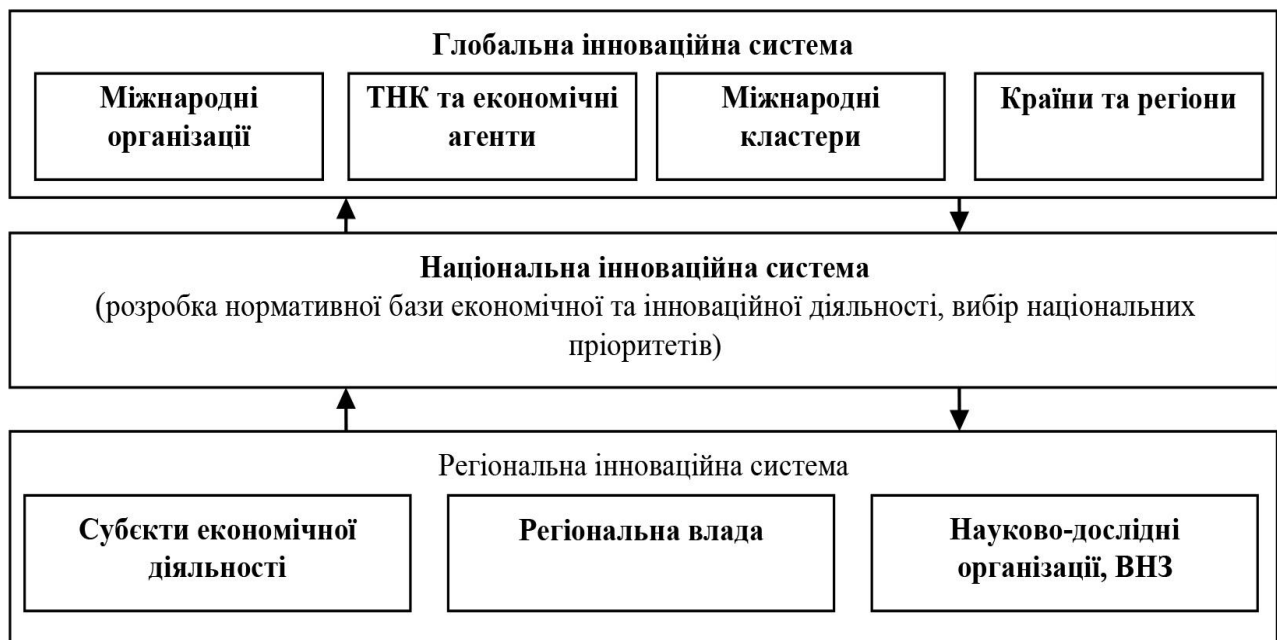 Глобальна інноваційна система
Міжнародні
організації
ТНК та економічні
агенти
Міжнародні
кластери
Країни та регіони
Національна інноваційна система
(розробка нормативної бази економічної та інноваційної діяльності, вибір національних
пріоритетів)
Регіональна інноваційна система
Субєкти економічної
діяльності
Регіональна влада
Науково-дослідні
організації, ВНЗ